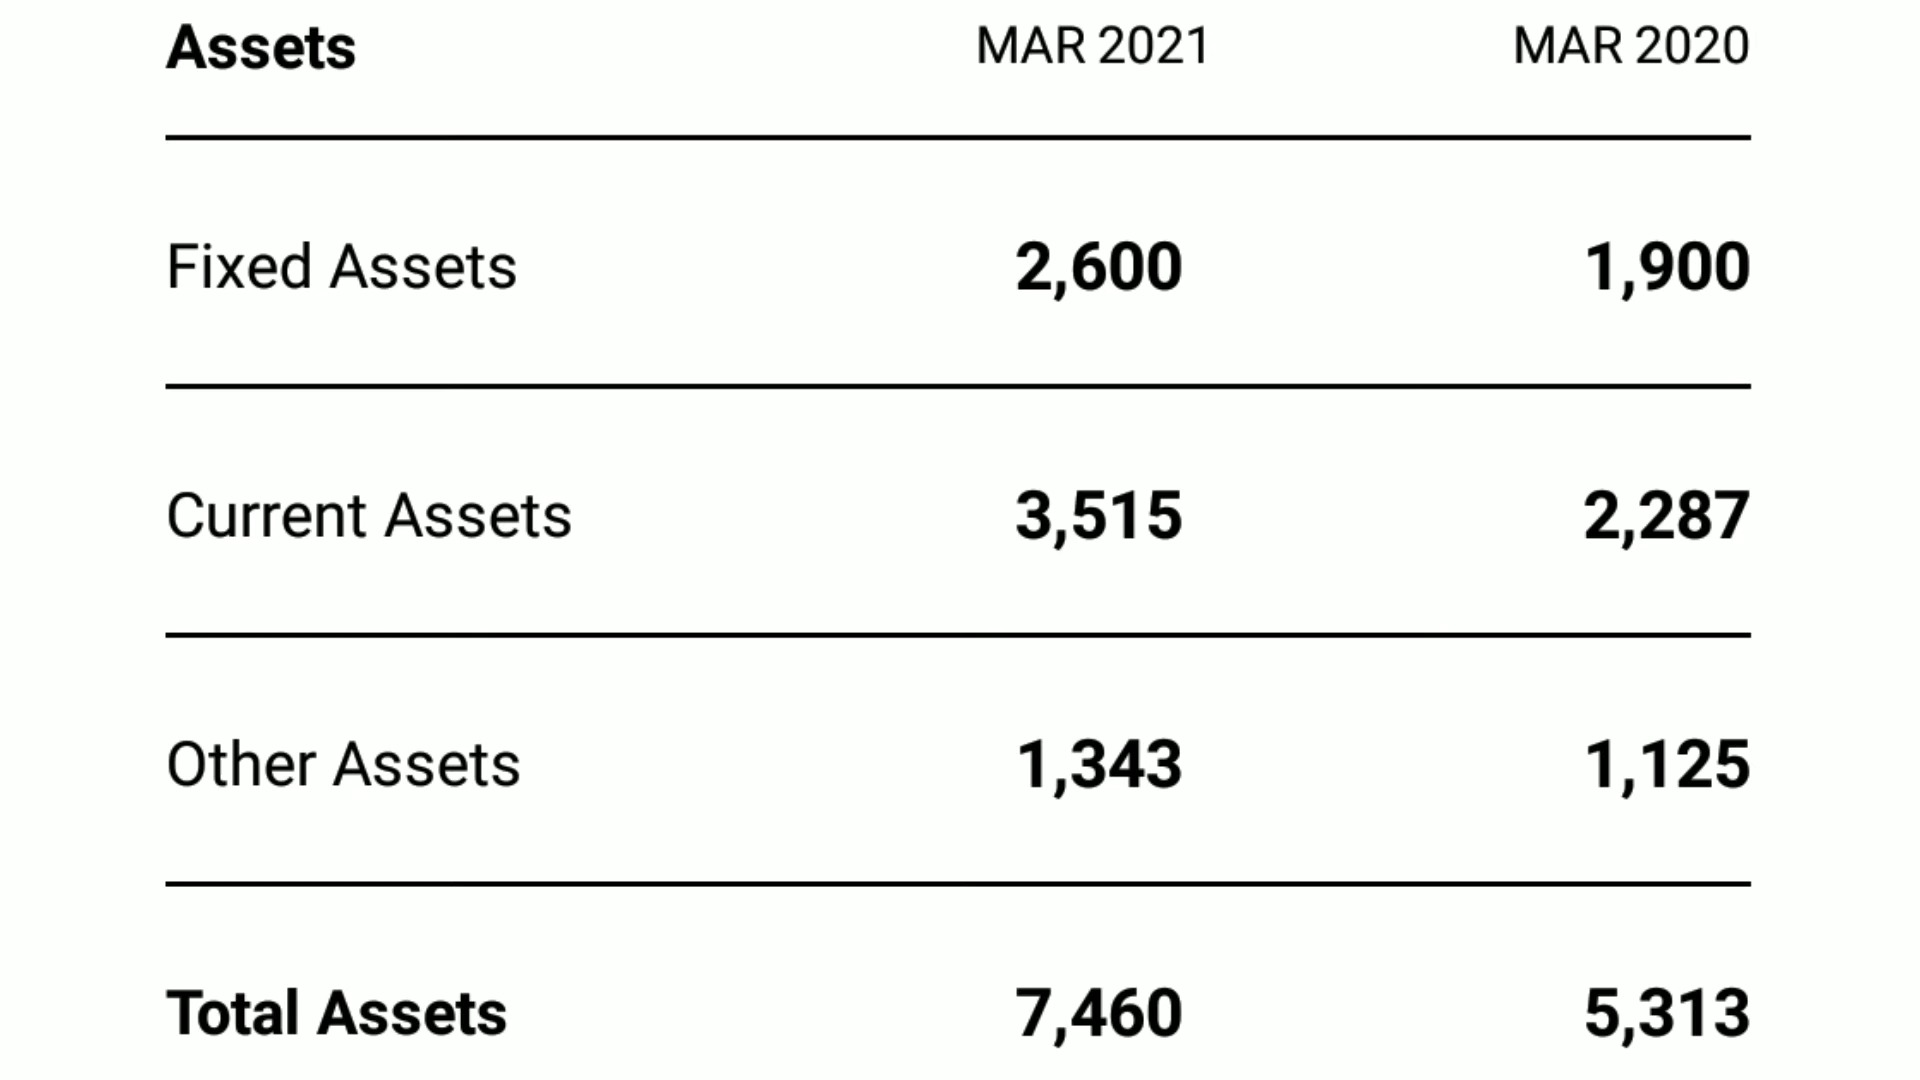 Assets MAR 2021 MAR 2020
Fixed Assets 2,600 1,900
Current Assets 3,515 2,287
Other Assets 1,343 1,125
Total Assets 7,460 5,313